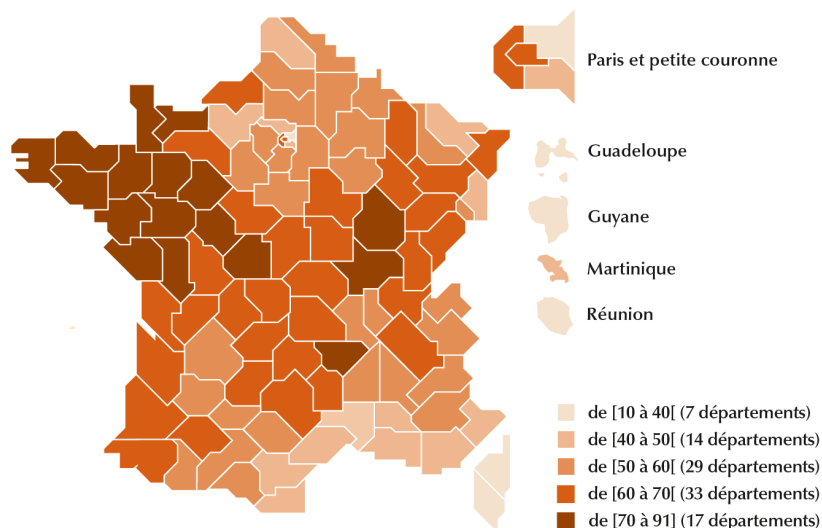 Paris et petite couronne
Guadeloupe
Guyane
Martinique
Réunion
de [10 à 40[ (7 départements)
de [40 à 50[ (14 départements)
de [50 à 60[ (29 départements)
de [60 à 70[ (33 départements)
de [70 à 91] (17 départements)